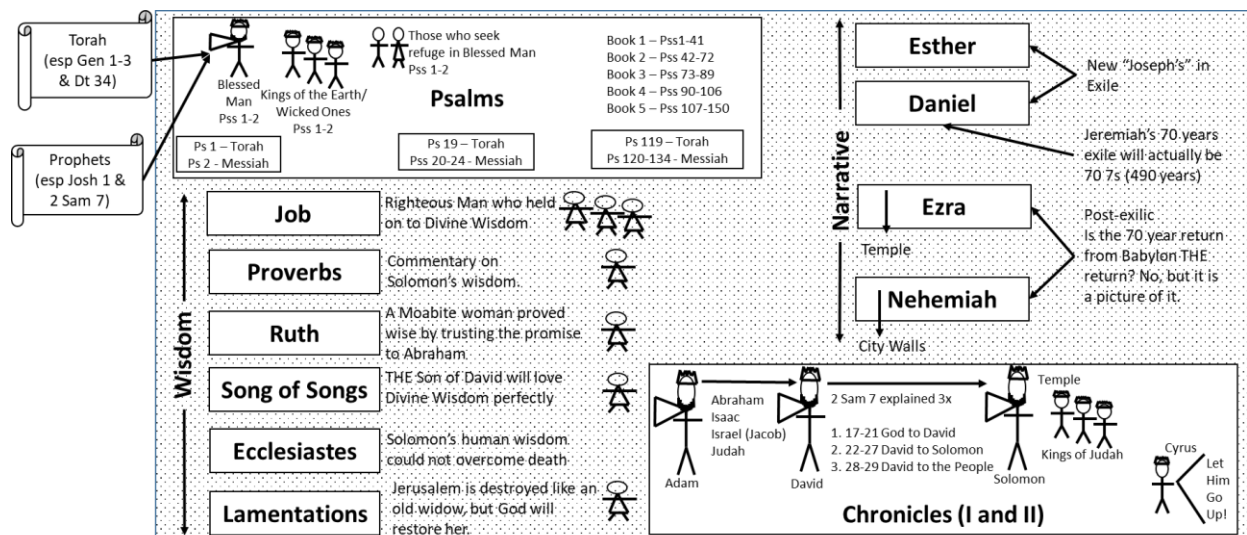 Torah
(esp Gen 1-3
& Dt 34)
Prophets
(esp Josh 1 &
2 Sam 7)
Blessed
Man
Pss 1-2
Kings of the Earth/
Wicked Ones
Pss 1-2
Those who seek
refuge in Blessed Man
Pss 1-2
Psalms
Book 1 – Pss1-41
Book 2 – Pss 42-72
Book 3 – Pss 73-89
Book 4 – Pss 90-106
Book 5 – Pss 107-150
Ps 1 – Torah
Ps 2 - Messiah
Ps 19 – Torah
Pss 20-24 - Messiah
Ps 119 – Torah
Ps 120-134 - Messiah
Wisdom
Job
Righteous Man who held
on to Divine Wisdom
Proverbs
Commentary on
Solomon's wisdom.
Ruth
A Moabite woman proved
wise by trusting the promise
to Abraham
Song of Songs
THE Son of David will love
Divine Wisdom perfectly
Ecclesiastes
Solomon's human wisdom
could not overcome death
Lamentations
Jerusalem is destroyed like an
old widow, but God will
restore her.
Narrative
Esther
Daniel
New "Joseph's" in
Exile
Jeremiah's 70 years
exile will actually be
70 7s (490 years)
Ezra
Temple
Nehemiah
City Walls
Post-exilic
Is the 70 year return
from Babylon THE
return? No, but it is
a picture of it.
Adam
Abraham
Isaac
Israel (Jacob)
Judah
David
2 Sam 7 explained 3x
1. 17-21 God to David
2. 22-27 David to Solomon
3. 28-29 David to the People
Solomon
Temple
Kings of Judah
Cyrus
Let
Him
Go
Up!
Chronicles (I and II)